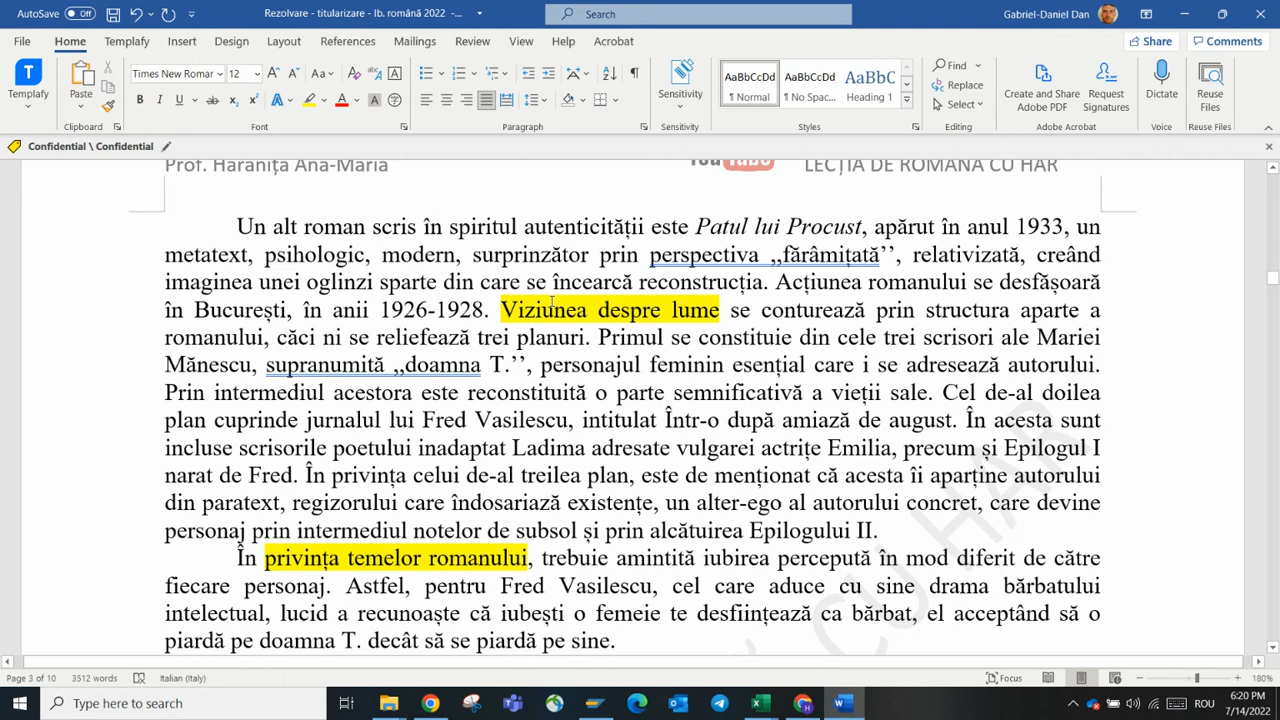 AutoSave Off Rezolvare - titularizare - lb. română 2022 - ... Search Gabriel-Daniel Dan
File Home Templafy Insert Design Layout References Mailings Review View Help Acrobat Share Comments
Times New Roman 12 Aa A
Templafy Paste B I U ab x₂ x² A A A AaBbCcDd AaBbCcDd AaBbC Sensitivity Find Create and Share Request Dictate Reuse
¶ Normal ¶ No Spac... Heading 1 Replace Adobe PDF Signatures Files
Select
Clipboard Font Paragraph Sensitivity Styles Editing Adobe Acrobat Voice Reuse Files
Confidential \ Confidential
Prof. Haranița Ana-Maria YouTube LECȚIA DE ROMÂNĂ CU HAR
Un alt roman scris în spiritul autenticității este Patul lui Procust, apărut în anul 1933, un
metatext, psihologic, modern, surprinzător prin perspectiva ,,fărâmițată’’, relativizată, creând
imaginea unei oglinzi sparte din care se încearcă reconstrucția. Acțiunea romanului se desfășoară
în București, în anii 1926-1928. Viziunea despre lume se conturează prin structura aparte a
romanului, căci ni se reliefează trei planuri. Primul se constituie din cele trei scrisori ale Mariei
Mănescu, supranumită ,,doamna T.’’, personajul feminin esențial care i se adresează autorului.
Prin intermediul acestora este reconstituită o parte semnificativă a vieții sale. Cel de-al doilea
plan cuprinde jurnalul lui Fred Vasilescu, intitulat Într-o după amiază de august. În acesta sunt
incluse scrisorile poetului inadaptat Ladima adresate vulgarei actrițe Emilia, precum și Epilogul I
narat de Fred. În privința celui de-al treilea plan, este de menționat că acesta îi aparține autorului
din paratext, regizorului care îndosariază existențe, un alter-ego al autorului concret, care devine
personaj prin intermediul notelor de subsol și prin alcătuirea Epilogului II.
În privința temelor romanului, trebuie amintită iubirea percepută în mod diferit de către
fiecare personaj. Astfel, pentru Fred Vasilescu, cel care aduce cu sine drama bărbatului
intelectual, lucid a recunoaște că iubești o femeie te desființează ca bărbat, el acceptând să o
piardă pe doamna T. decât să se piardă pe sine.
CU HAR
Page 3 of 10 3512 words Italian (Italy) Focus 180%
Type here to search ROU 6:20 PM
7/14/2022